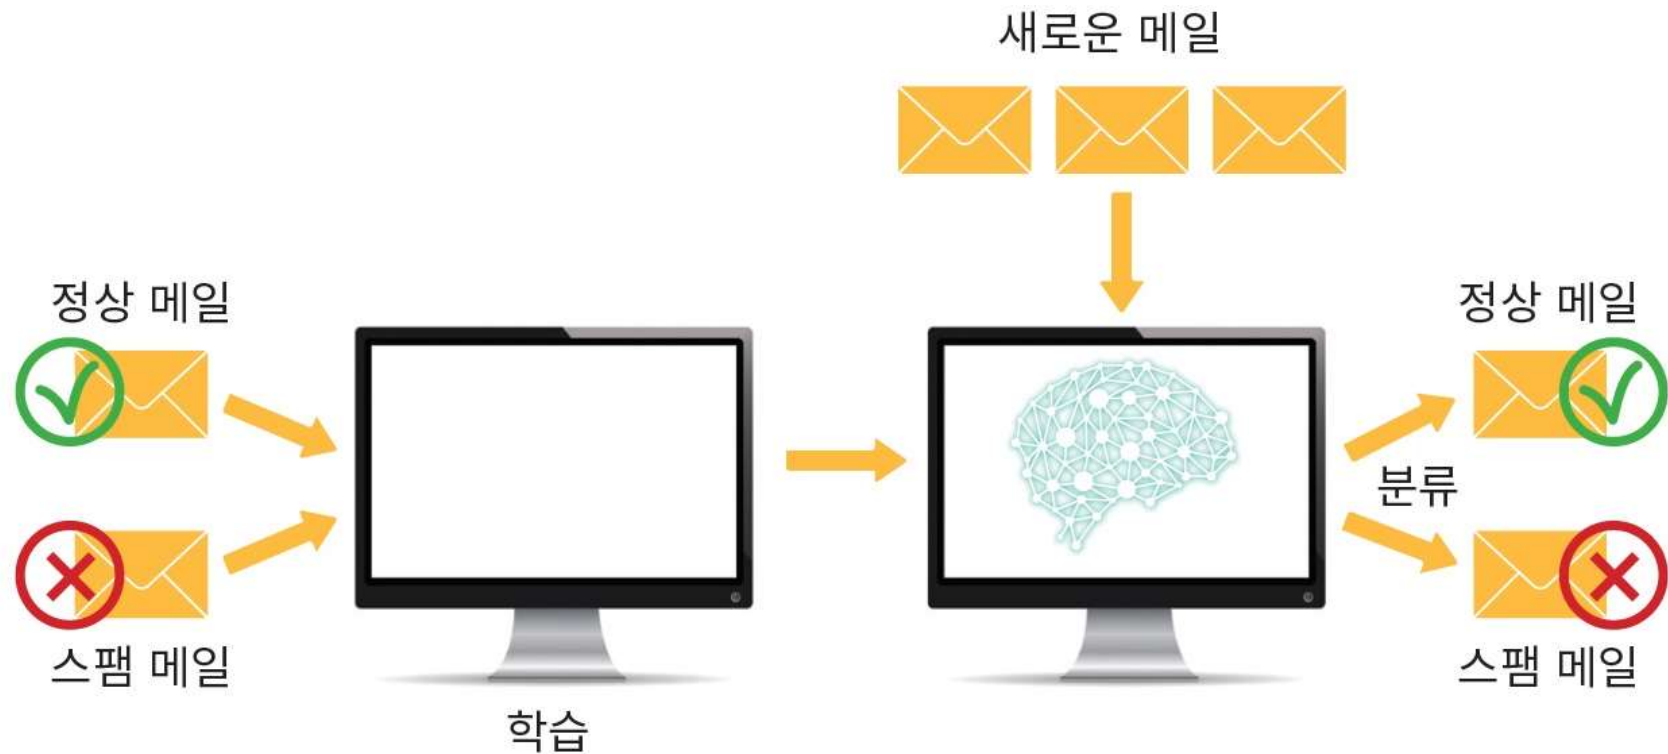 새로운 메일
정상 메일
스팸 메일
학습
정상 메일
분류
스팸 메일